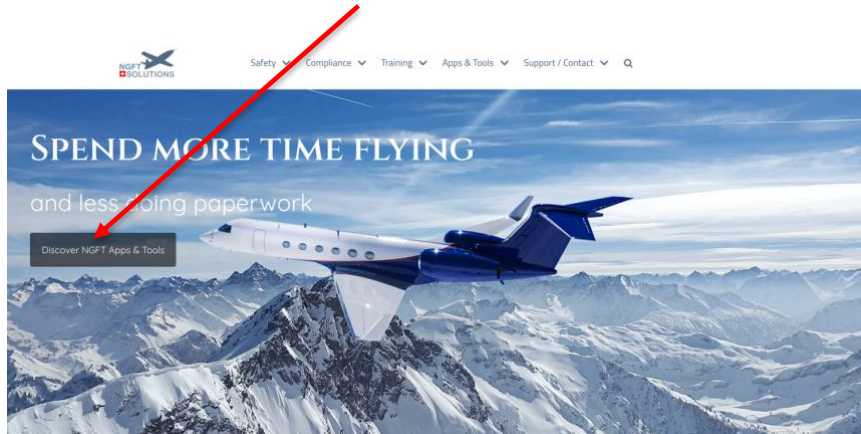 NGFT
SOLUTIONS
Safety Compliance Training Apps & Tools Support / Contact
SPEND MORE TIME FLYING
and less doing paperwork
Discover NGFT Apps & Tools